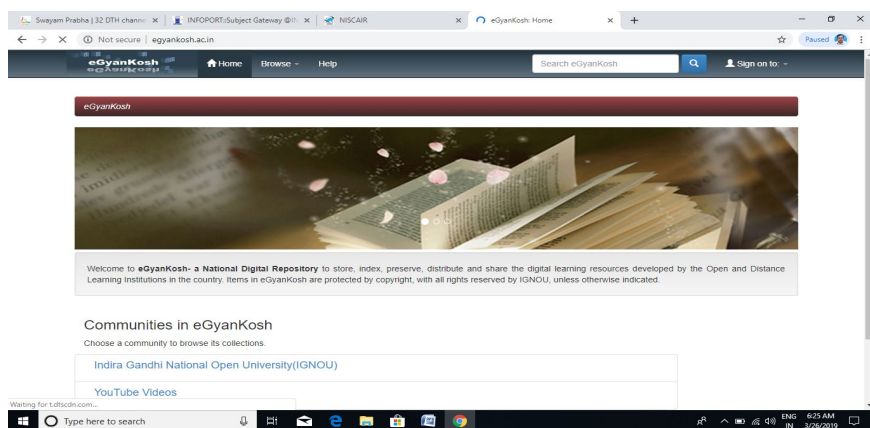 Swayam Prabha | 32 DTH channe
INFOPORT::Subject Gateway @IN
NISCAIR
eGyanKosh: Home
Not secure | egyankosh.ac.in
Paused
eGyanKosh
Home
Browse
Help
Search eGyanKosh
Sign on to:
eGyanKosh
Welcome to eGyanKosh- a National Digital Repository to store, index, preserve, distribute and share the digital learning resources developed by the Open and Distance
Learning Institutions in the country. Items in eGyanKosh are protected by copyright, with all rights reserved by IGNOU, unless otherwise indicated.
Communities in eGyanKosh
Choose a community to browse its collections.
Indira Gandhi National Open University(IGNOU)
YouTube Videos
Waiting for t.dtscdn.com...
Type here to search
ENG
IN
6:25 AM
3/26/2019